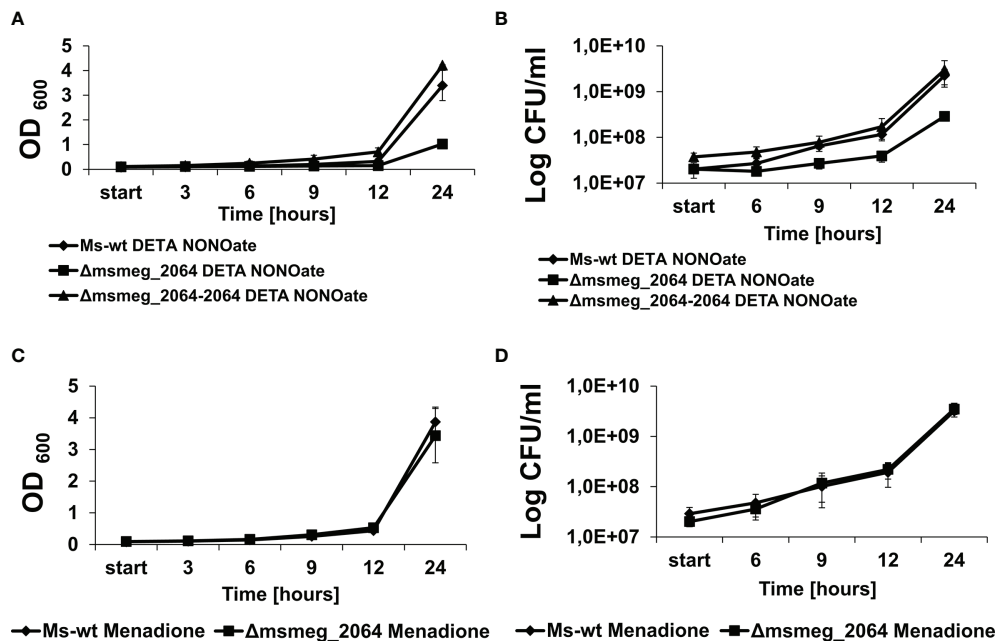 A
OD 600
5
4
3
2
1
0
start 3 6 9 12 24
Time [hours]
Ms-wt DETA NONOate
Δmsmeg_2064 DETA NONOate
Δmsmeg_2064-2064 DETA NONOate
B
Log CFU/ml
1,0E+10
1,0E+09
1,0E+08
1,0E+07
start 6 9 12 24
Time [hours]
Ms-wt DETA NONOate
Δmsmeg_2064 DETA NONOate
Δmsmeg_2064-2064 DETA NONOate
C
OD 600
5
4
3
2
1
0
start 3 6 9 12 24
Time [hours]
Ms-wt Menadione Δmsmeg_2064 Menadione
D
Log CFU/ml
1,0E+10
1,0E+09
1,0E+08
1,0E+07
start 6 9 12 24
Time [hours]
Ms-wt Menadione Δmsmeg_2064 Menadione